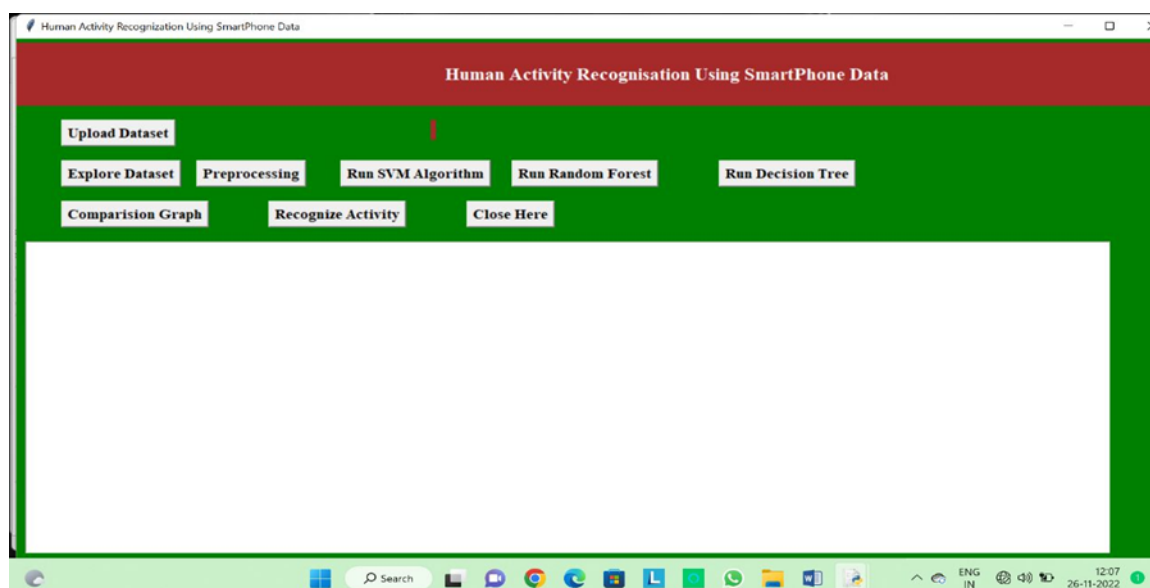 Human Activity Recognization Using SmartPhone Data
Human Activity Recognisation Using SmartPhone Data
Upload Dataset
Explore Dataset Preprocessing Run SVM Algorithm Run Random Forest Run Decision Tree
Comparision Graph Recognize Activity Close Here
Search
ENG
IN
12:07
26-11-2022
1